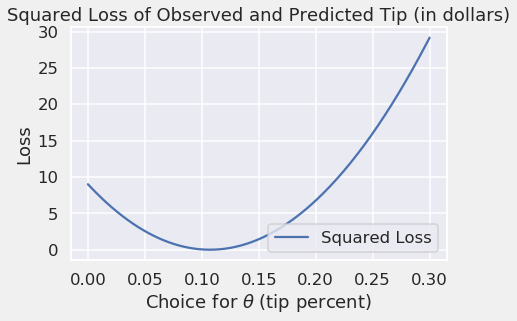 Squared Loss of Observed and Predicted Tip (in dollars)
30
25
20
15
10
5
0
Loss
Squared Loss
0.00 0.05 0.10 0.15 0.20 0.25 0.30
Choice for θ (tip percent)